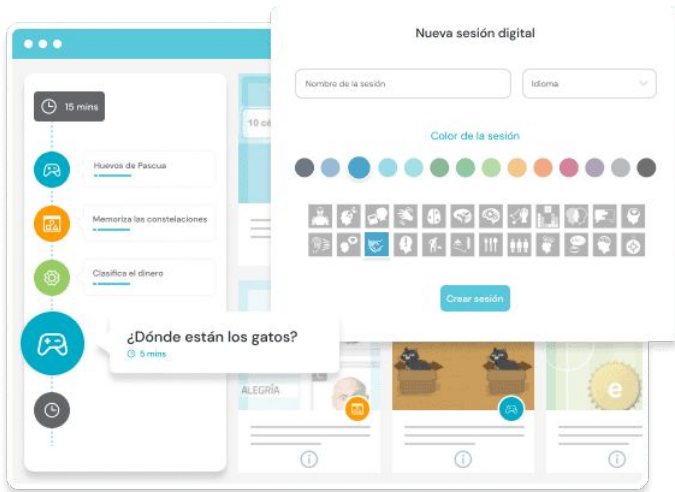 Nueva sesión digital
Nombre de la sesión
Idioma
Color de la sesión
Crear sesión
15 mins
Huevos de Pascua
Memoriza las constelaciones
Clasifica el dinero
¿Dónde están los gatos?
5 mins
10
ALEGRÍA
e